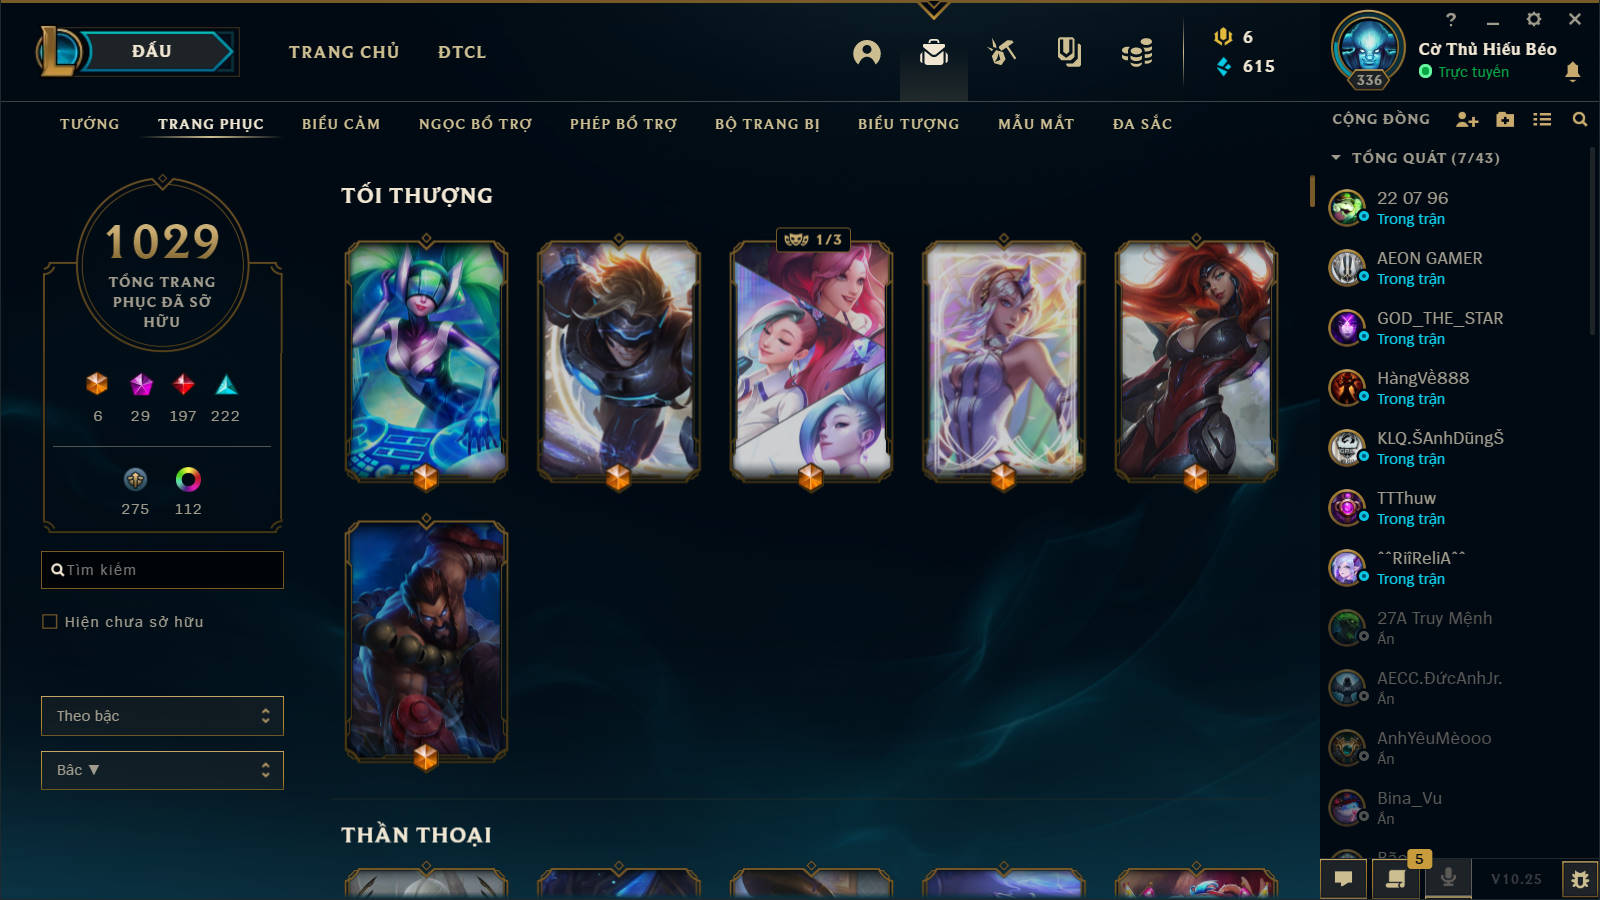 ĐẤU
TRANG CHỦ
ĐTCL
6
615
336
Cờ Thủ Hiếu Béo
Trực tuyến
TƯỚNG
TRANG PHỤC
BIỂU CẢM
NGỌC BỔ TRỢ
PHÉP BỔ TRỢ
BỘ TRANG BỊ
BIỂU TƯỢNG
MẪU MẮT
ĐA SẮC
1029
TỔNG TRANG
PHỤC ĐÃ SỞ
HỮU
6
29
197
222
275
112
Tìm kiếm
Hiện chưa sở hữu
Theo bậc
Bậc ▼
TỐI THƯỢNG
1/3
THẦN THOẠI
CỘNG ĐỒNG
TỔNG QUÁT (7/43)
22 07 96
Trong trận
AEON GAMER
Trong trận
GOD_THE_STAR
Trong trận
HàngVề888
Trong trận
KLQ.ŠAnhDũngŠ
Trong trận
TTThuw
Trong trận
^^RiîReliA^^
Trong trận
27A Truy Mệnh
Ẩn
AECC.ĐứcAnhJr.
Ẩn
AnhYêuMèooo
Ẩn
Bina_Vu
Ẩn
5
V10.25